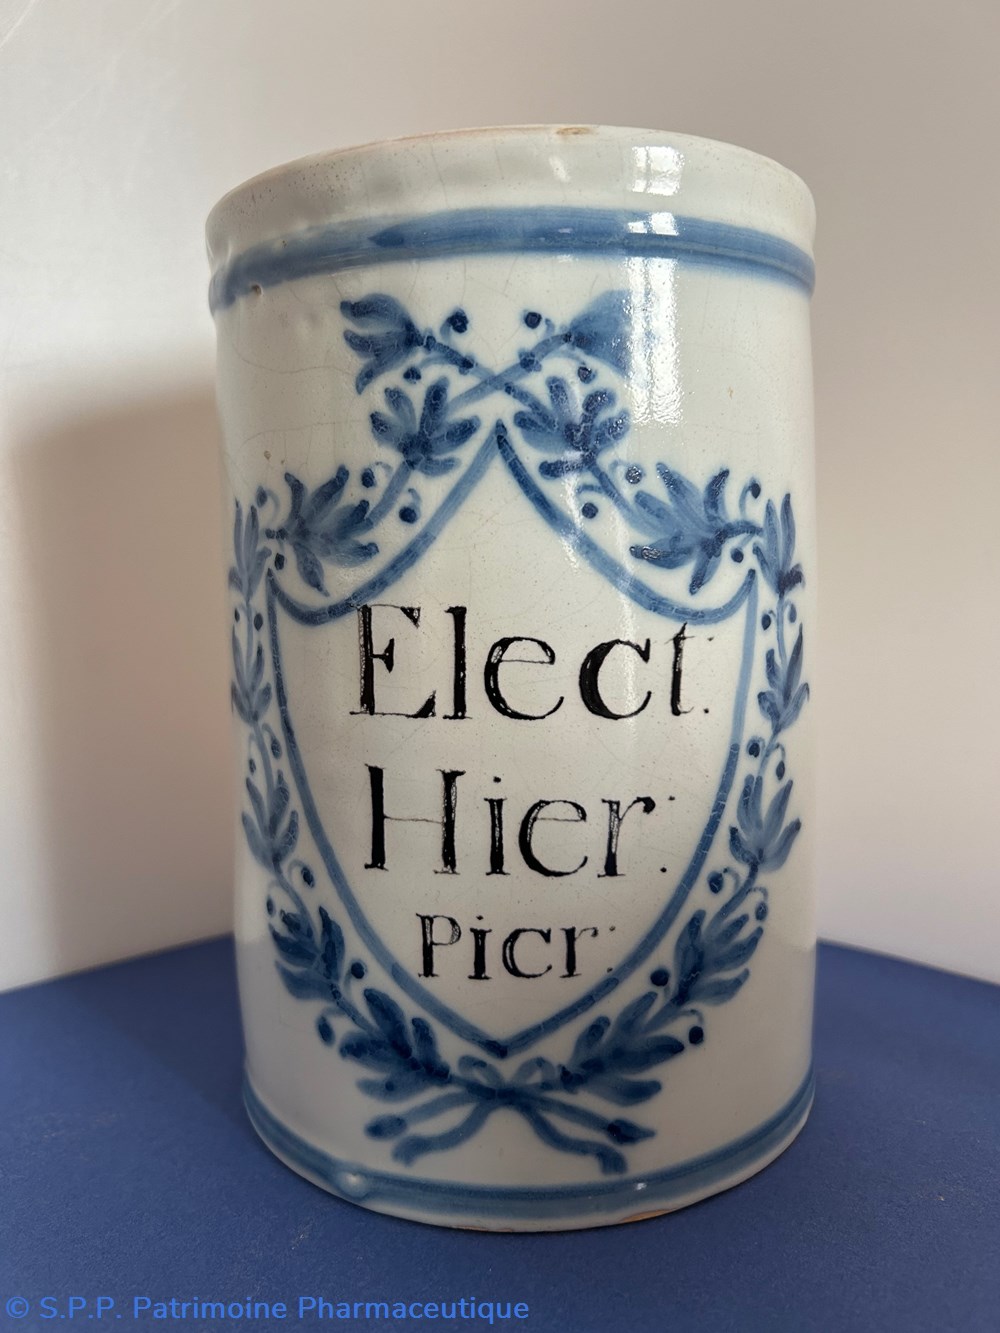 Elect:
Hier:
Picr:
© S.P.P. Patrimoine Pharmaceutique